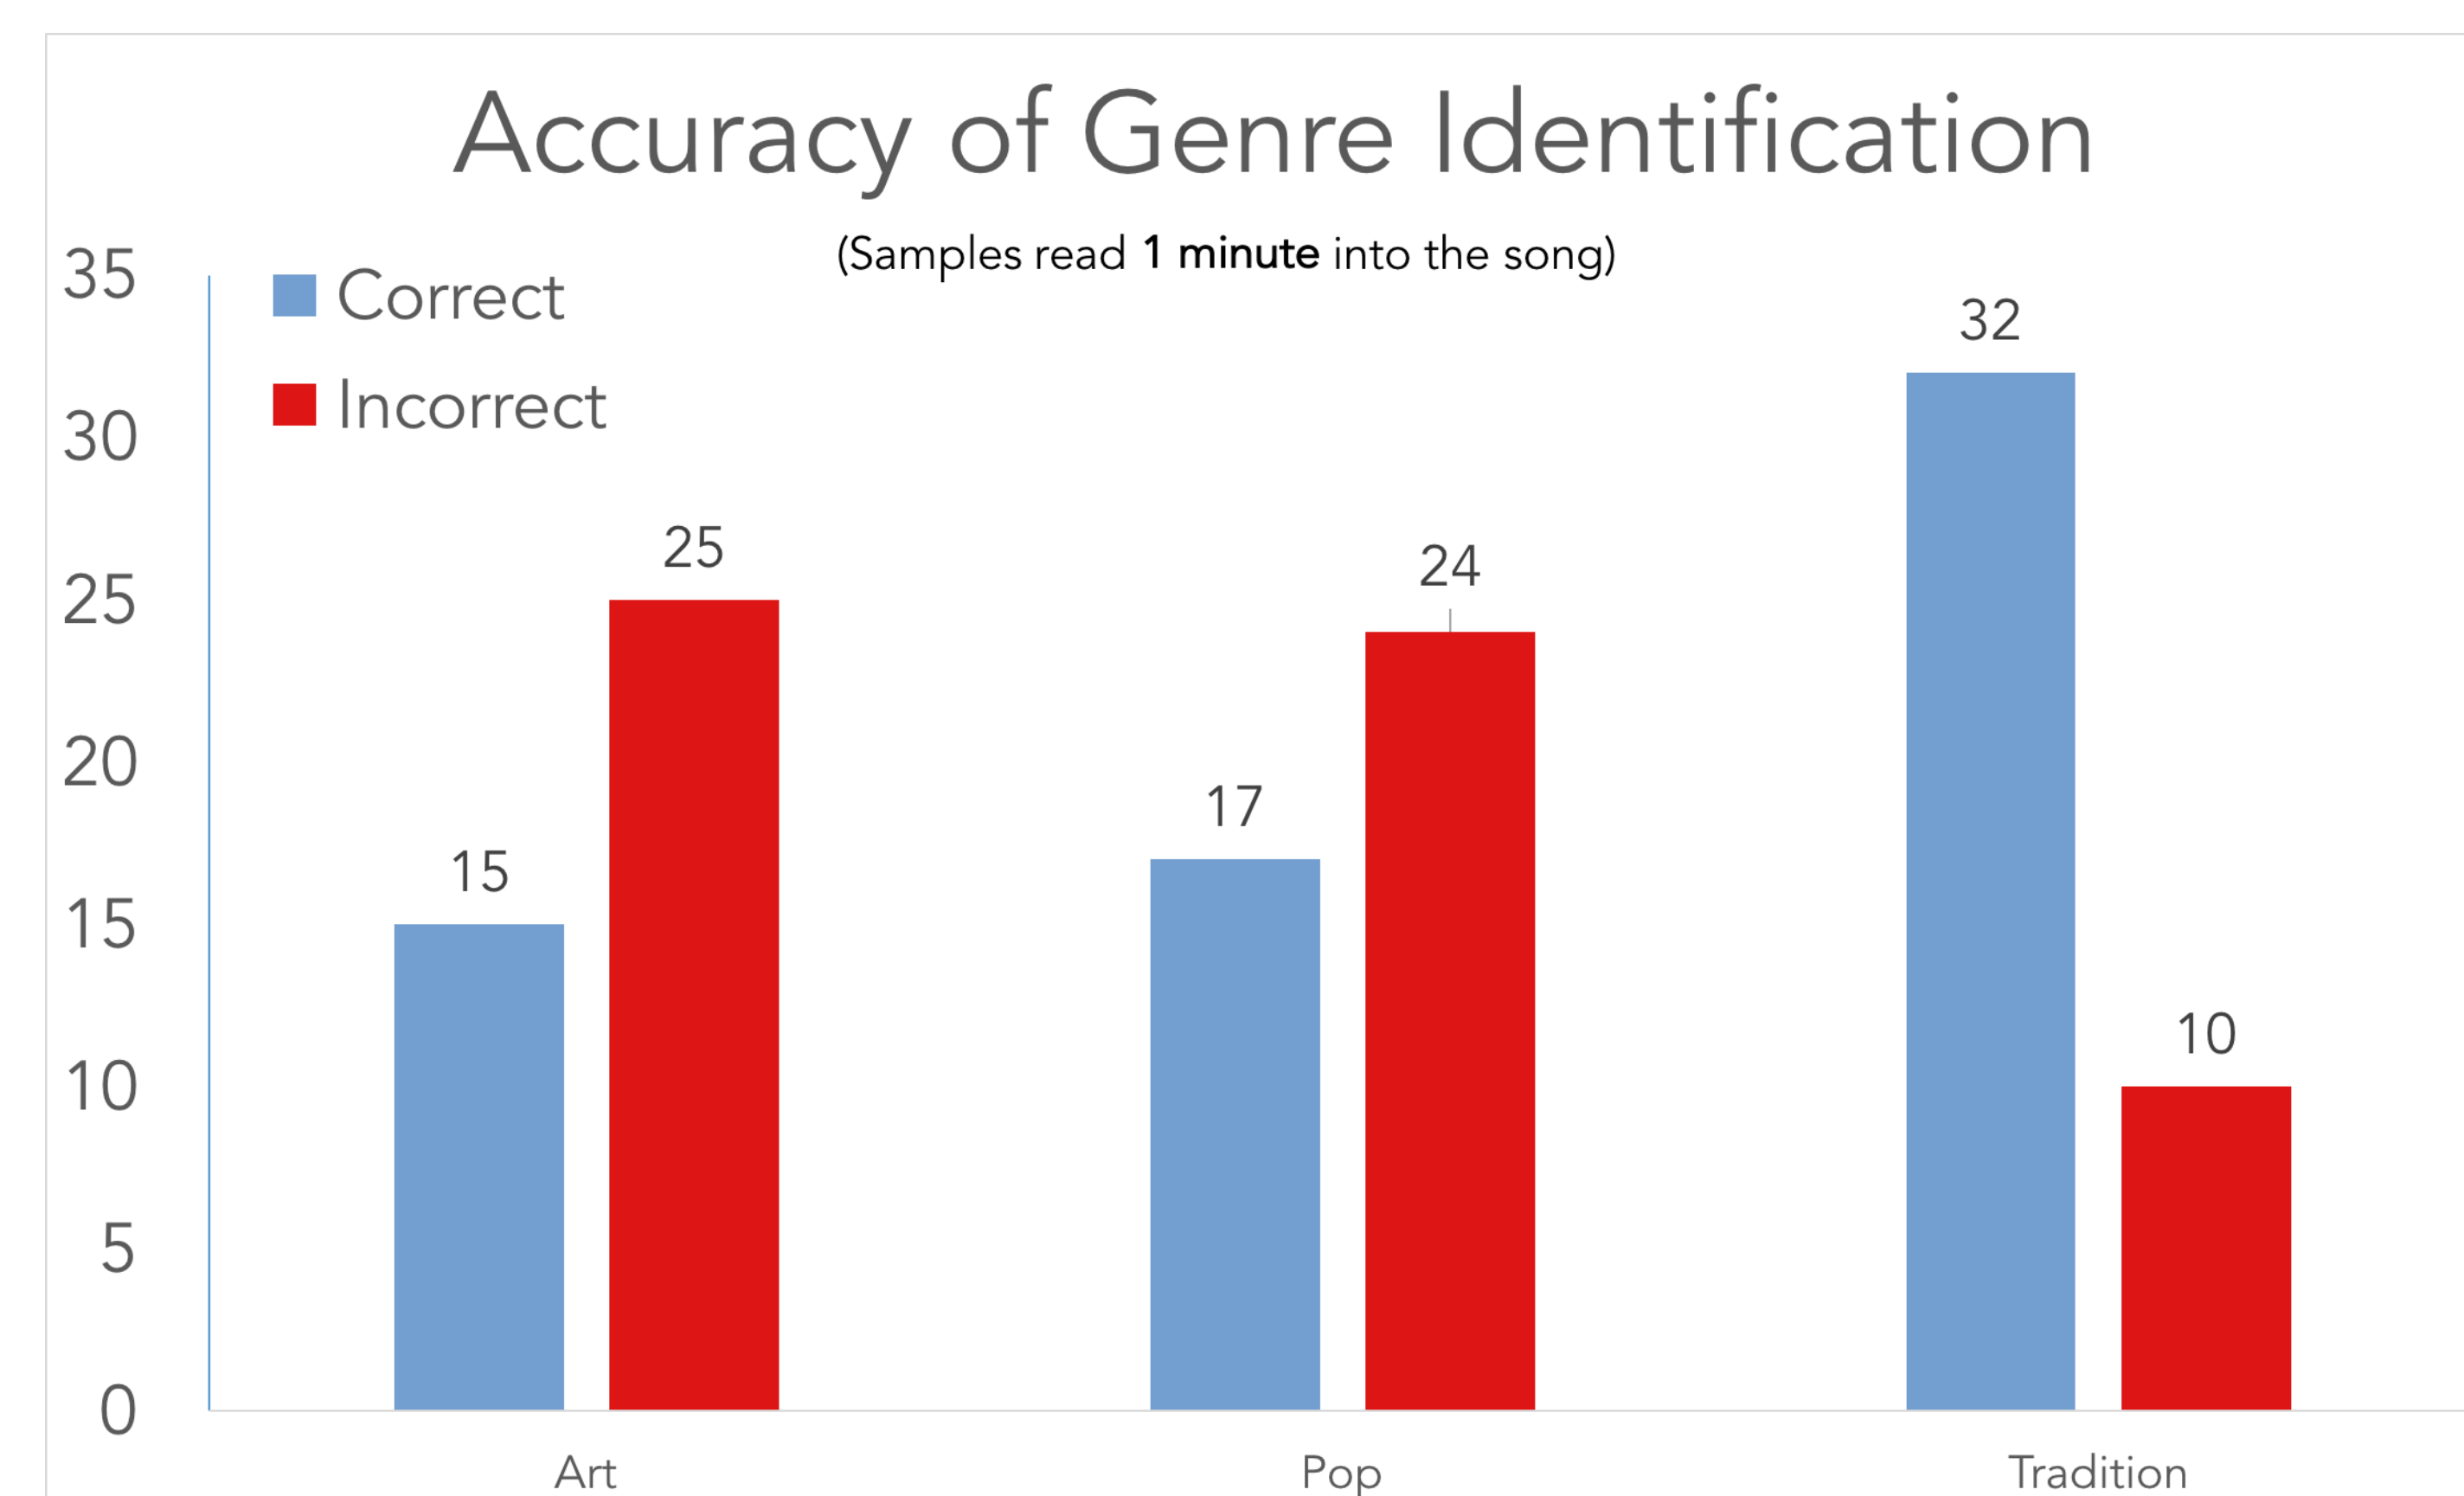 Accuracy of Genre Identification
(Samples read 1 minute into the song)
Correct
Incorrect
35
30
25
20
15
10
5
0
15
25
17
24
32
10
Art
Pop
Tradition